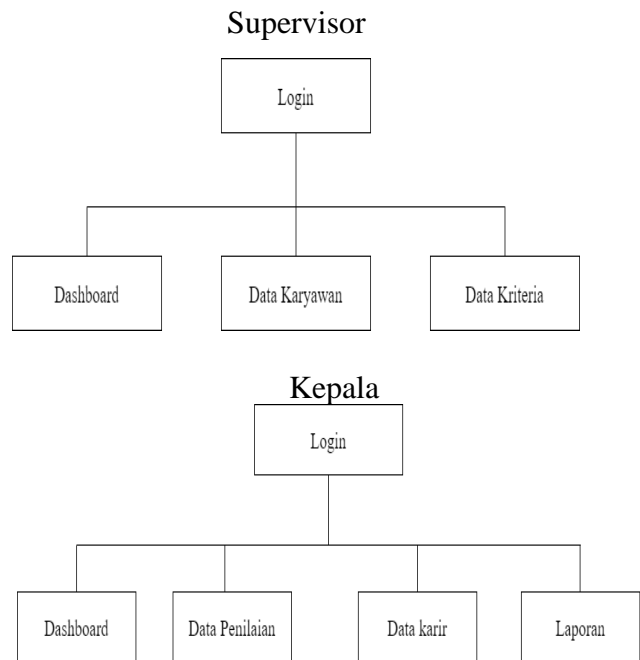 Supervisor
Login
Dashboard
Data Karyawan
Data Kriteria
Kepala
Login
Dashboard
Data Penilaian
Data karir
Laporan